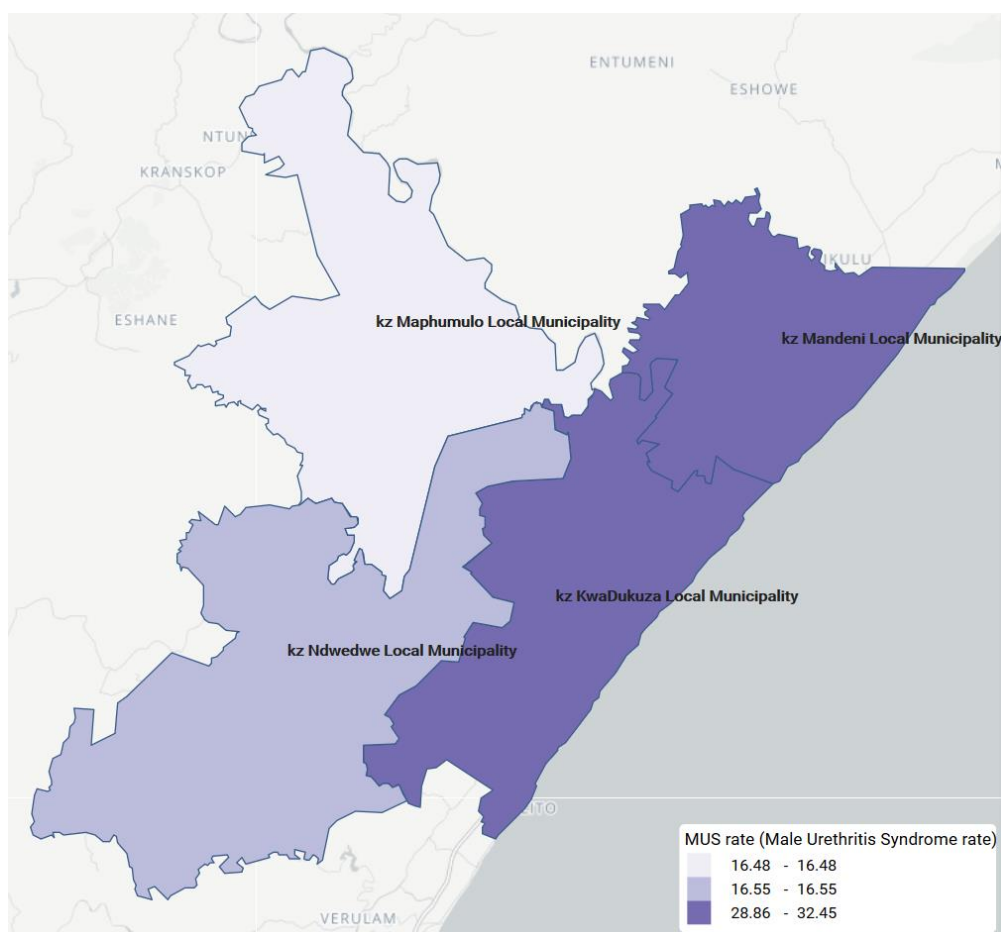 ENTUMENI
ESHOWE
KRANSKOP
ESHANE
kz Maphumulo Local Municipality
kz Mandeni Local Municipality
kz KwaDukuza Local Municipality
kz Ndwedwe Local Municipality
MUS rate (Male Urethritis Syndrome rate)
16.48 - 16.48
16.55 - 16.55
28.86 - 32.45
VERULAM